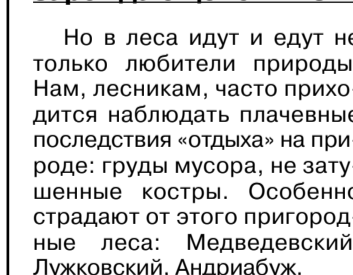 Но в леса идут и едут не
только любители природы
Нам, лесникам, часто прихо-
дится наблюдать плачевные
последствия «отдыха» на при-
роде: груды мусора, не зату-
шенные костры. Особенно
страдают от этого пригород-
ные леса: Медведевский
Лужковский, Андриабуж.